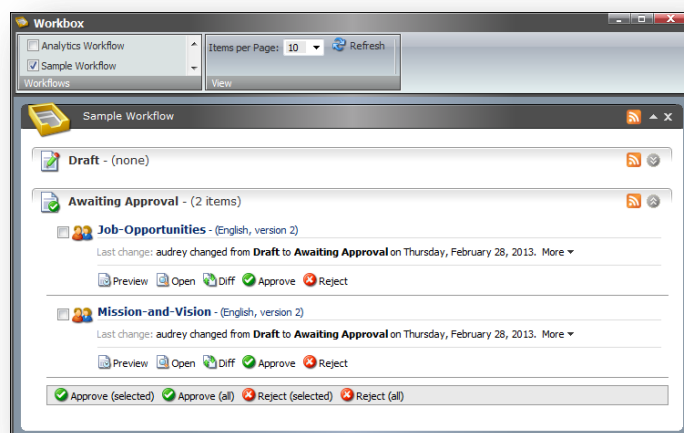 Workbox
Analytics Workflow
Sample Workflow
Workflows
Items per Page: 10 Refresh
View
Sample Workflow
Draft - (none)
Awaiting Approval - (2 items)
Job-Opportunities - (English, version 2)
Last change: audrey changed from Draft to Awaiting Approval on Thursday, February 28, 2013. More
Preview Open Diff Approve Reject
Mission-and-Vision - (English, version 2)
Last change: audrey changed from Draft to Awaiting Approval on Thursday, February 28, 2013. More
Preview Open Diff Approve Reject
Approve (selected) Approve (all) Reject (selected) Reject (all)